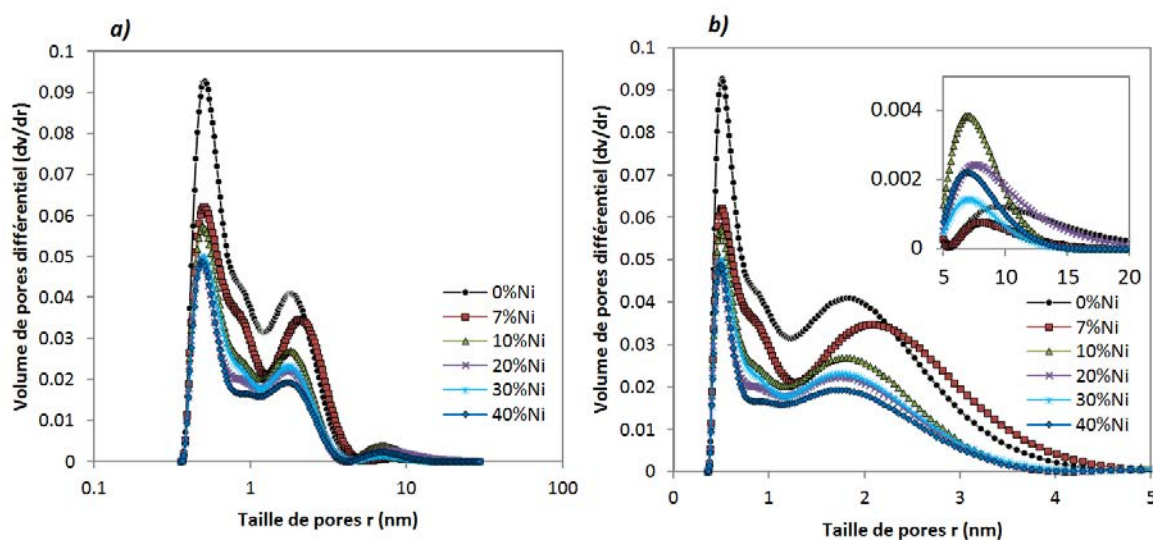 a)
Volume de pores différentiel (dv/dr)
0.1
0.09
0.08
0.07
0.06
0.05
0.04
0.03
0.02
0.01
0
0.1
1
10
100
Taille de pores r (nm)
0%Ni
7%Ni
10%Ni
20%Ni
30%Ni
40%Ni
b)
Volume de pores différentiel (dv/dr)
0.1
0.09
0.08
0.07
0.06
0.05
0.04
0.03
0.02
0.01
0
0
1
2
3
4
5
Taille de pores r (nm)
0.004
0.002
0
5
10
15
20
0%Ni
7%Ni
10%Ni
20%Ni
30%Ni
40%Ni